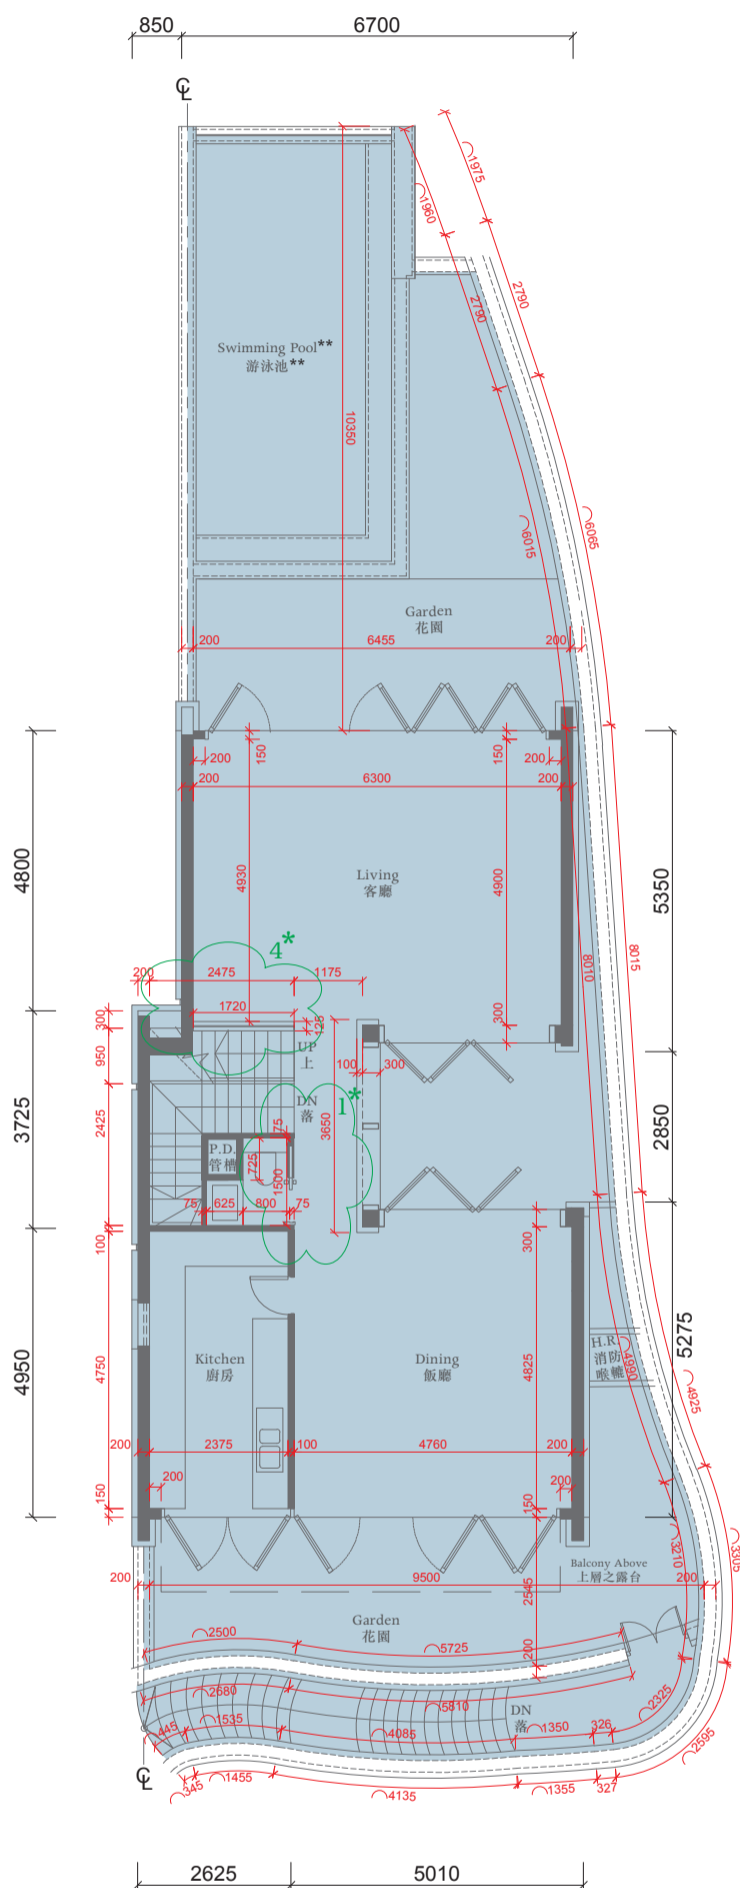 850 6700
℄
1975
1960
2790
2790
Swimming Pool**
游泳池**
10350
6015
6065
Garden
花園
200 6455 200
150 150
200 200
200 6300 200
4800
4930
Living
客廳
4900
5350
8010
8015
4*
200 2475 1175
1720
300
125
300
950
UP
上
100 300
DN
落
1*
3725
2425
3650
2850
75
P.D.
管槽
725
1500
75 625 800 75
100
300
4950
4750
Kitchen
廚房
Dining
飯廳
4825
H.R.
消防
喉轆
5275
4990
4925
200 2375 100 4760 200
200 200
150 150
3210
3305
Balcony Above
上層之露台
200 9500 200
2545
Garden
花園
2500 5725
200
2680 5810
DN
落
2325
445 1535 4085 1350 326
2595
℄
345 1455 4135 1355 327
2625 5010